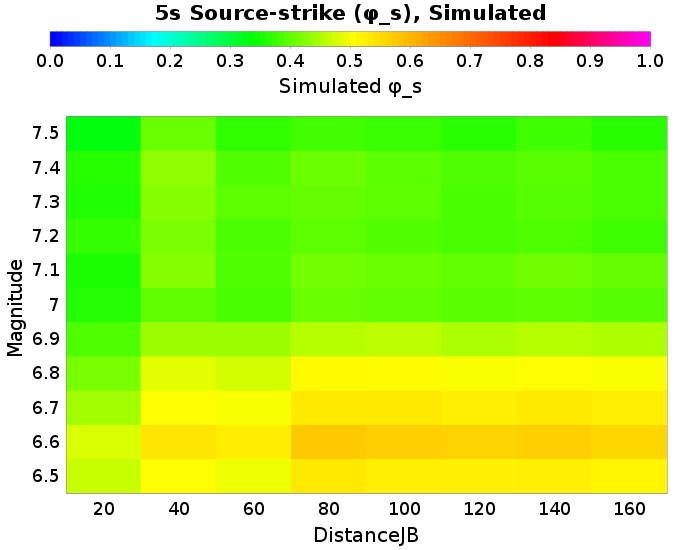 5s Source-strike (φ_s), Simulated
0.0 0.1 0.2 0.3 0.4 0.5 0.6 0.7 0.8 0.9 1.0
Simulated φ_s
7.5
7.4
7.3
7.2
7.1
7
6.9
6.8
6.7
6.6
6.5
Magnitude
20 40 60 80 100 120 140 160
DistanceJB